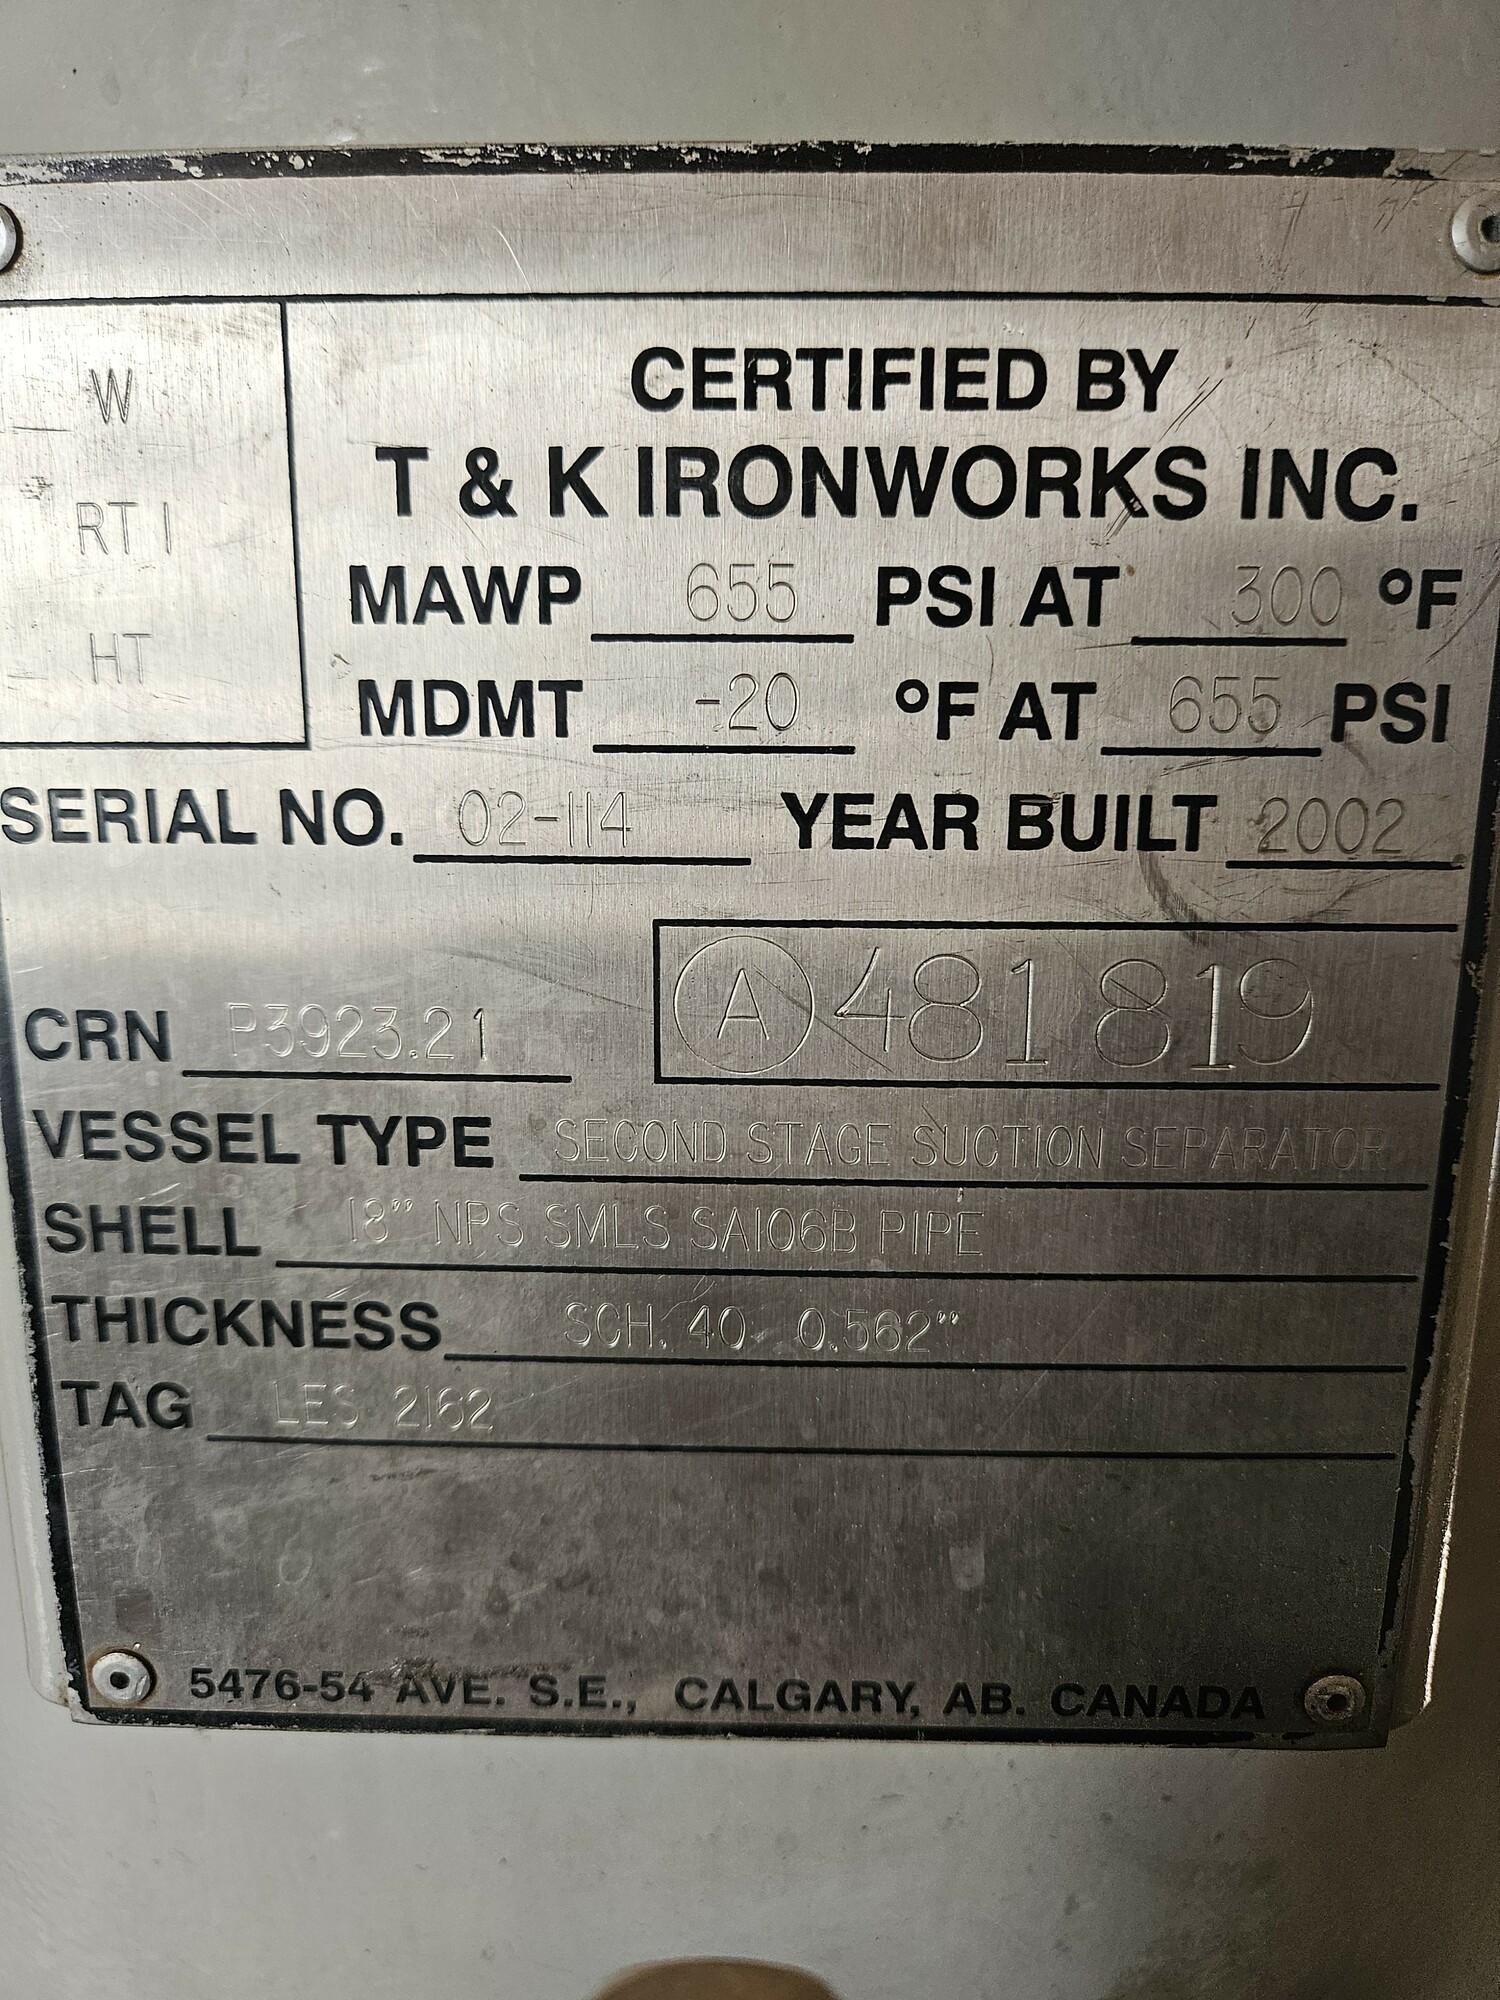 W
RT 1
HT
CERTIFIED BY
T & K IRONWORKS INC.
MAWP 655 PSI AT 300 °F
MDMT -20 °F AT 655 PSI
SERIAL NO. 02-114 YEAR BUILT 2002
CRN P3923.21 Ⓐ 481 819
VESSEL TYPE SECOND STAGE SUCTION SEPARATOR
SHELL 18" NPS SMLS SA106B PIPE
THICKNESS SCH. 40 0.562"
TAG LES 2162
5476-54 AVE. S.E., CALGARY, AB. CANADA